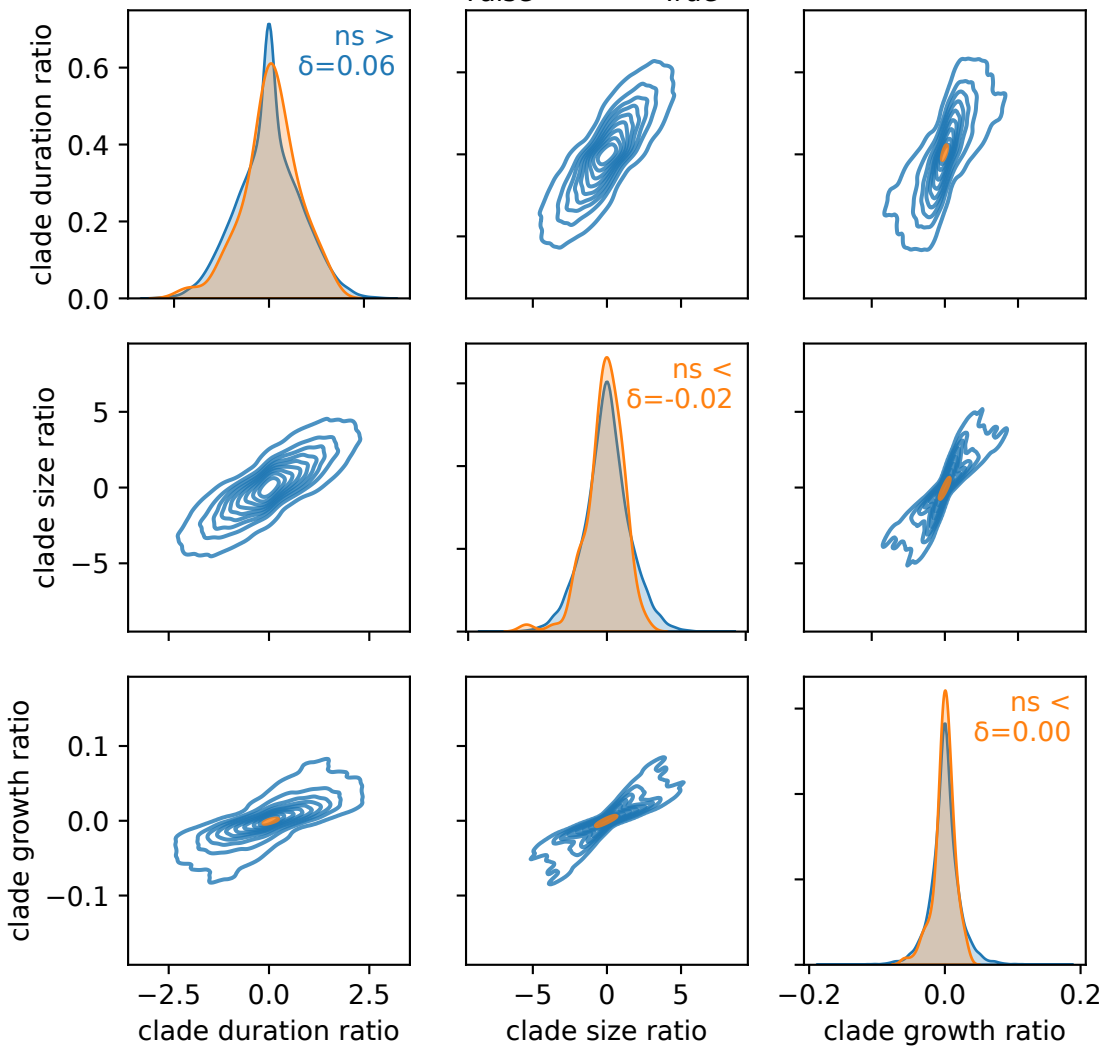 ns >
δ=0.06
clade duration ratio
0.6
0.4
0.2
0.0
ns <
δ=-0.02
clade size ratio
5
0
−5
−5
0
5
ns <
δ=0.00
clade growth ratio
0.1
0.0
−0.1
−2.5
0.0
2.5
clade duration ratio
−5
0
5
clade size ratio
−0.2
0.0
0.2
clade growth ratio